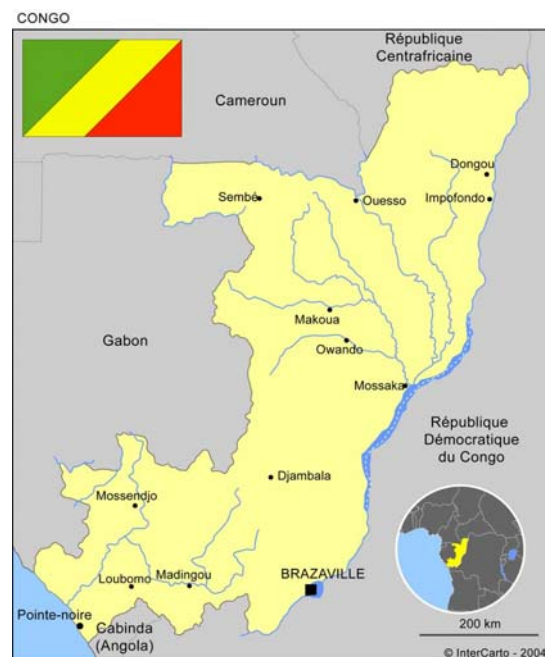 CONGO
République
Centrafricaine
Cameroun
Dongou
Sembé
Ouesso
Impofondo
Makoua
Gabon
Owando
Mossaka
République
Démocratique
du Congo
Djambala
Mossendjo
BRAZAVILLE
Loubomo
Madingou
Pointe-noire
Cabinda
(Angola)
200 km
© InterCarto - 2004